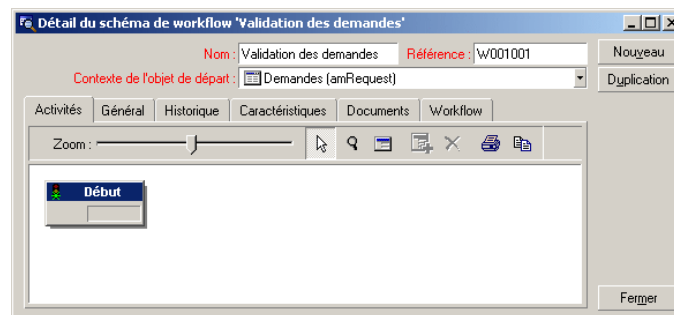 Détail du schéma de workflow 'Validation des demandes'
Nom : Validation des demandes Référence : W001001 Nouveau
Contexte de l'objet de départ : Demandes (amRequest) Duplication
Activités Général Historique Caractéristiques Documents Workflow
Zoom :
Début
Fermer